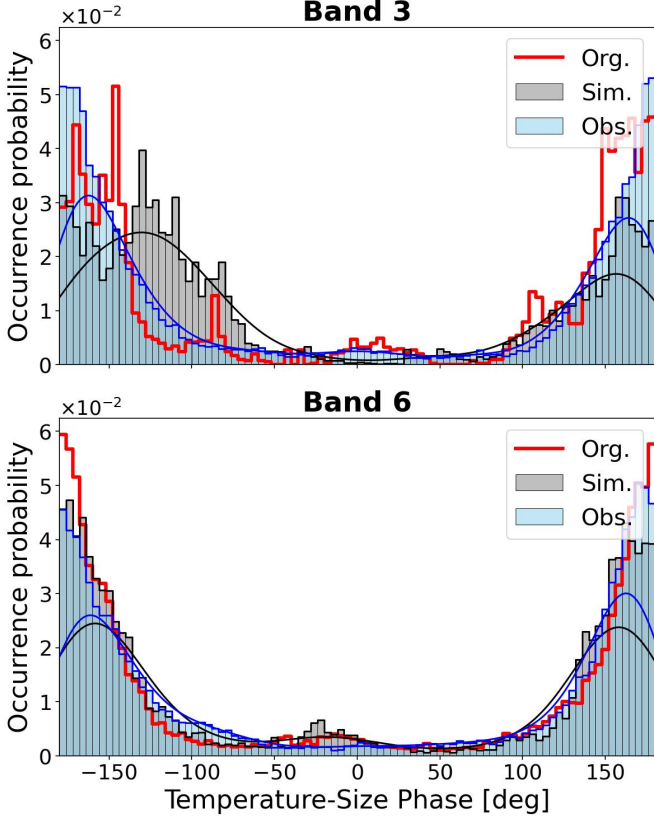 Band 3
×10⁻²
6
5
4
3
2
1
0
Occurrence probability
Org.
Sim.
Obs.
Band 6
×10⁻²
6
5
4
3
2
1
0
Occurrence probability
Org.
Sim.
Obs.
−150 −100 −50 0 50 100 150
Temperature-Size Phase [deg]